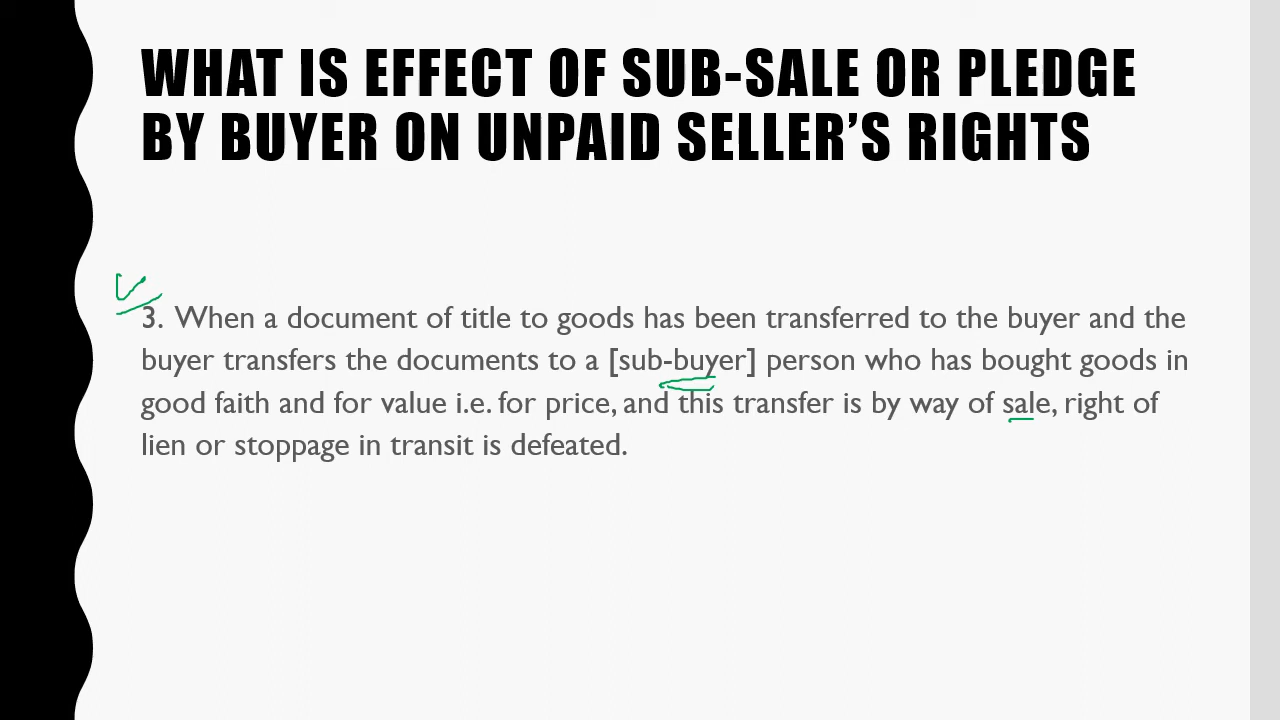 WHAT IS EFFECT OF SUB-SALE OR PLEDGE
BY BUYER ON UNPAID SELLER’S RIGHTS
3. When a document of title to goods has been transferred to the buyer and the
buyer transfers the documents to a [sub-buyer] person who has bought goods in
good faith and for value i.e. for price, and this transfer is by way of sale, right of
lien or stoppage in transit is defeated.